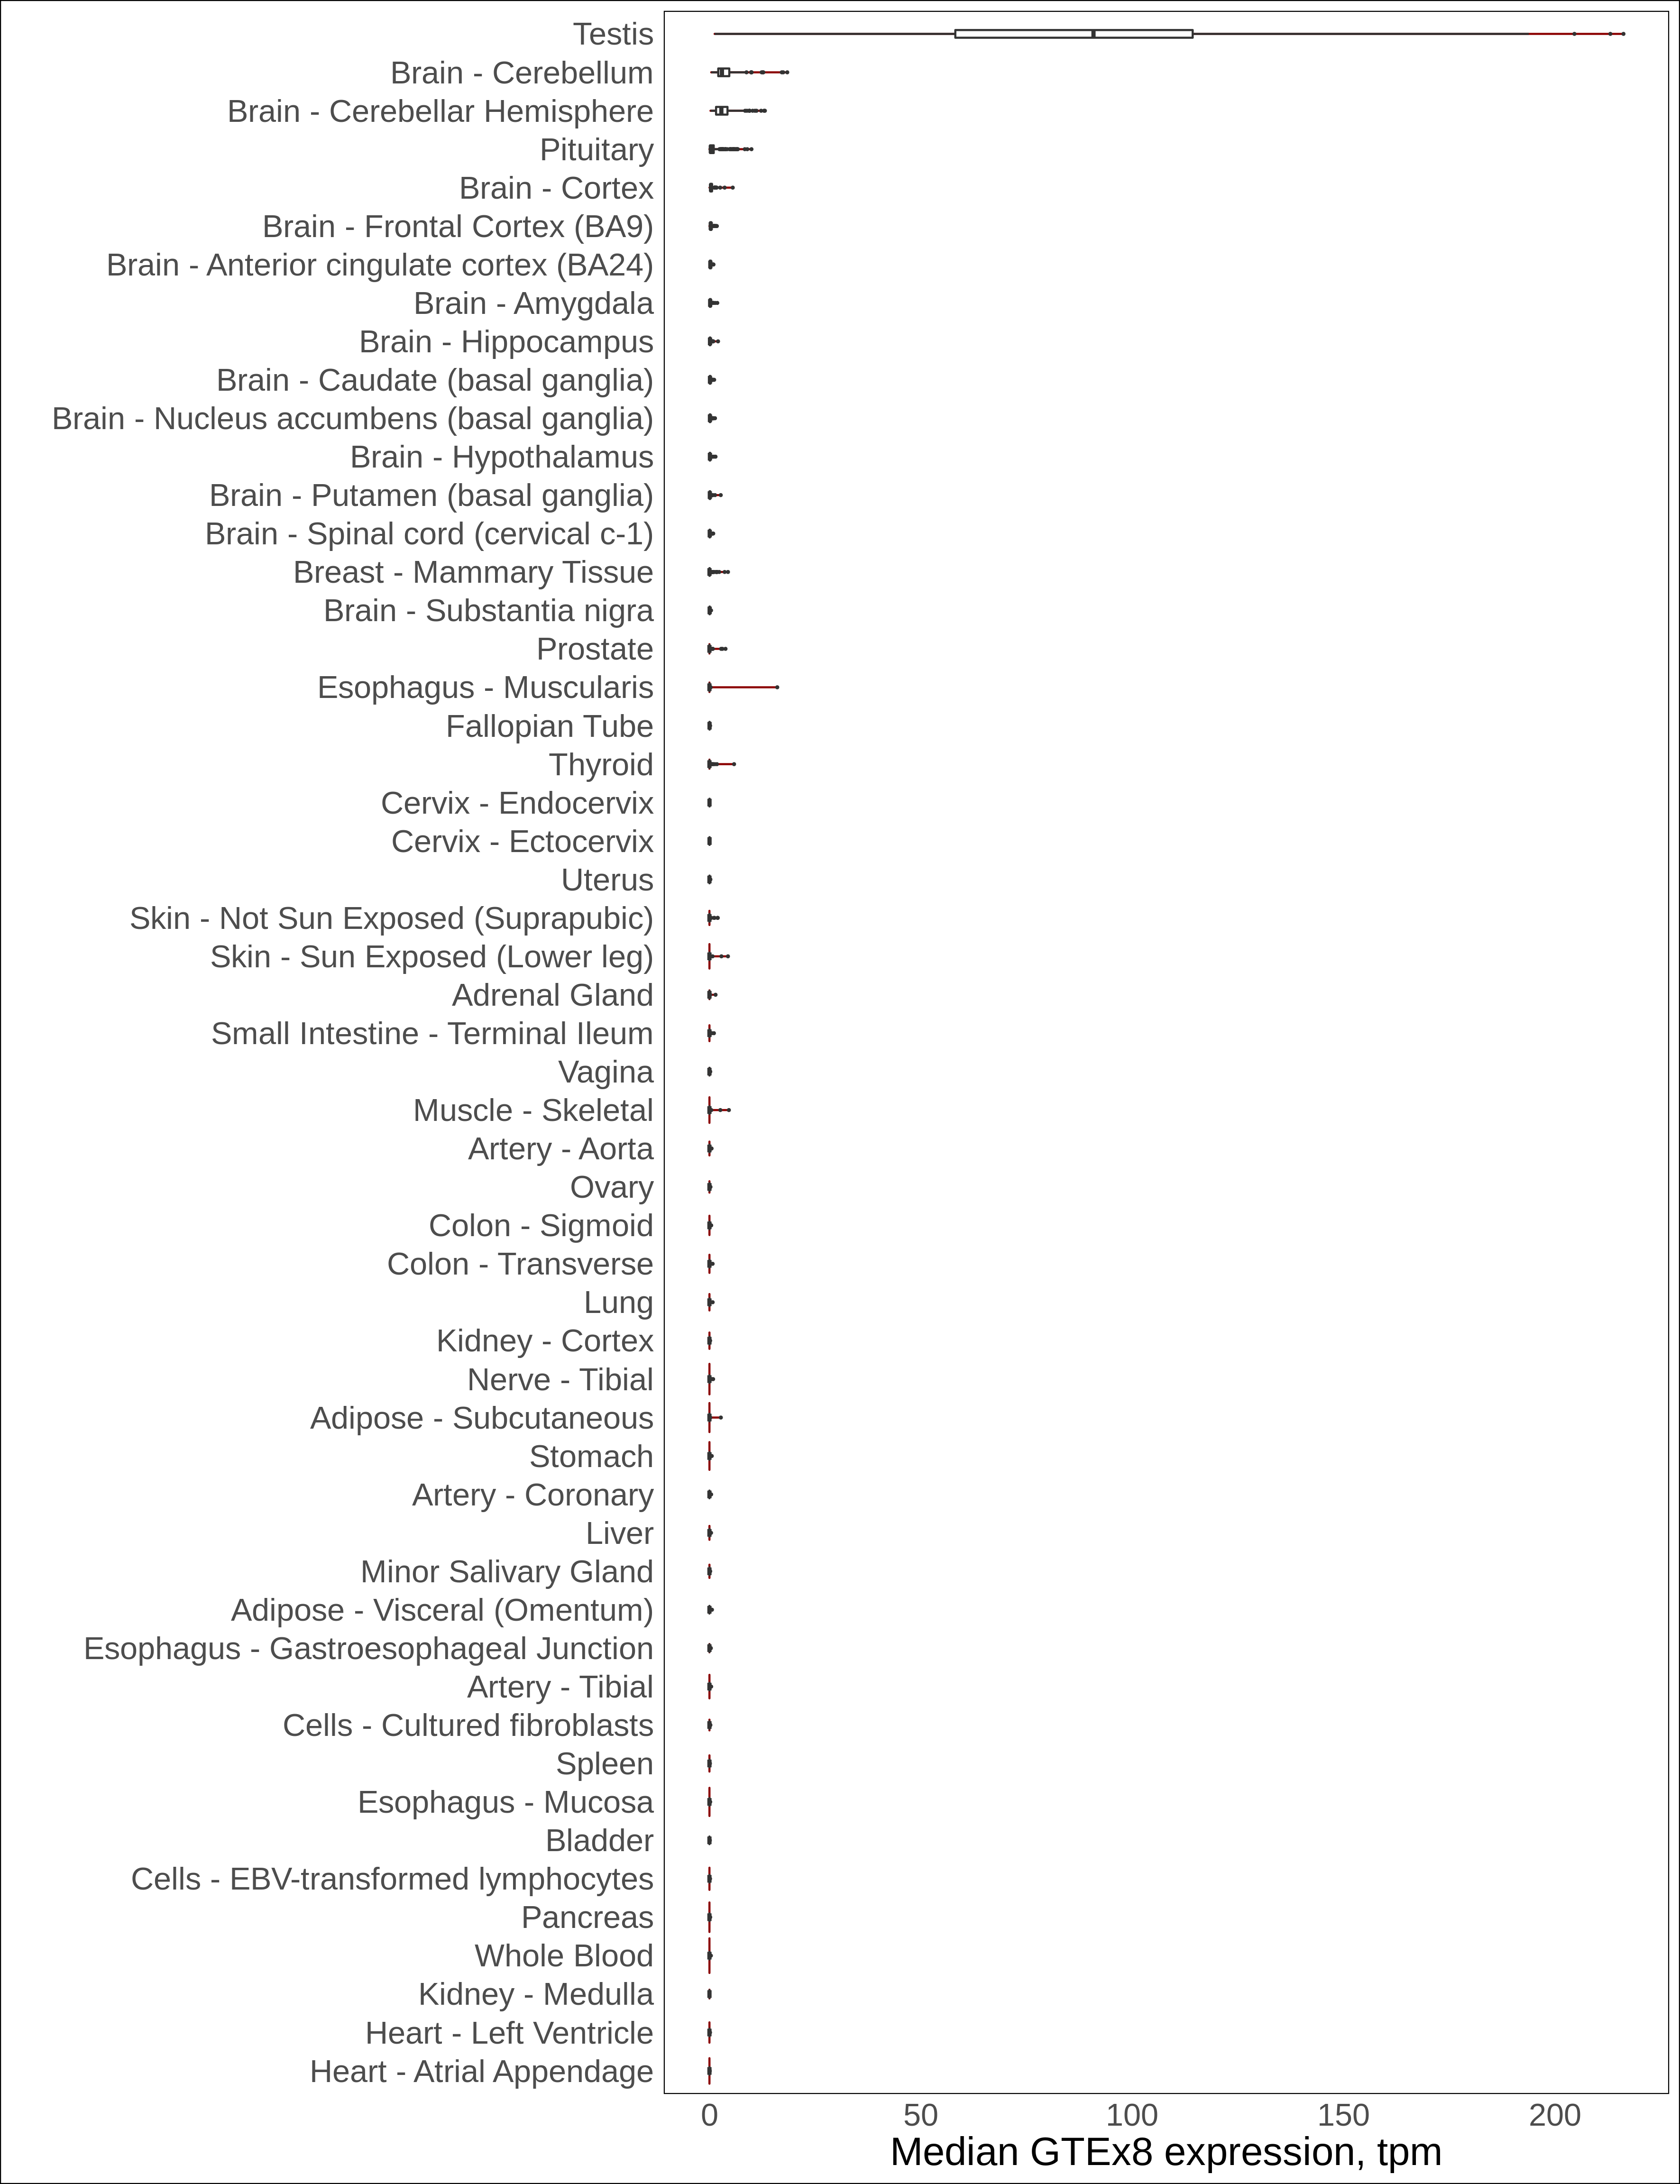 Testis
Brain - Cerebellum
Brain - Cerebellar Hemisphere
Pituitary
Brain - Cortex
Brain - Frontal Cortex (BA9)
Brain - Anterior cingulate cortex (BA24)
Brain - Amygdala
Brain - Hippocampus
Brain - Caudate (basal ganglia)
Brain - Nucleus accumbens (basal ganglia)
Brain - Hypothalamus
Brain - Putamen (basal ganglia)
Brain - Spinal cord (cervical c-1)
Breast - Mammary Tissue
Brain - Substantia nigra
Prostate
Esophagus - Muscularis
Fallopian Tube
Thyroid
Cervix - Endocervix
Cervix - Ectocervix
Uterus
Skin - Not Sun Exposed (Suprapubic)
Skin - Sun Exposed (Lower leg)
Adrenal Gland
Small Intestine - Terminal Ileum
Vagina
Muscle - Skeletal
Artery - Aorta
Ovary
Colon - Sigmoid
Colon - Transverse
Lung
Kidney - Cortex
Nerve - Tibial
Adipose - Subcutaneous
Stomach
Artery - Coronary
Liver
Minor Salivary Gland
Adipose - Visceral (Omentum)
Esophagus - Gastroesophageal Junction
Artery - Tibial
Cells - Cultured fibroblasts
Spleen
Esophagus - Mucosa
Bladder
Cells - EBV-transformed lymphocytes
Pancreas
Whole Blood
Kidney - Medulla
Heart - Left Ventricle
Heart - Atrial Appendage
0 50 100 150 200
Median GTEx8 expression, tpm